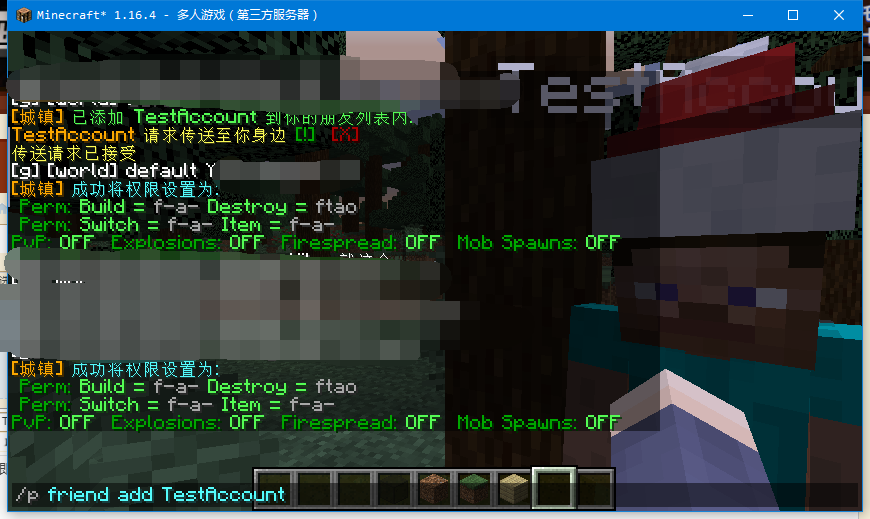 Minecraft* 1.16.4 - 多人游戏（第三方服务器）
[城镇] 已添加 TestAccount 到你的朋友列表内.
TestAccount 请求传送至你身边 [!] [X]
传送请求已接受
[g] [world] default Y
[城镇] 成功将权限设置为:
Perm: Build = f-a- Destroy = ftao
Perm: Switch = f-a- Item = f-a-
PvP: OFF Explosions: OFF Firespread: OFF Mob Spawns: OFF
[城镇] 成功将权限设置为:
Perm: Build = f-a- Destroy = ftao
Perm: Switch = f-a- Item = f-a-
PvP: OFF Explosions: OFF Firespread: OFF Mob Spawns: OFF
/p friend add TestAccount